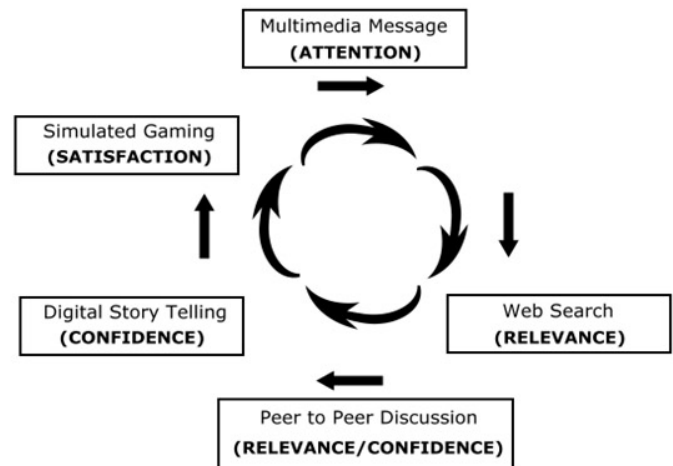 Multimedia Message
(ATTENTION)
Simulated Gaming
(SATISFACTION)
Digital Story Telling
(CONFIDENCE)
Web Search
(RELEVANCE)
Peer to Peer Discussion
(RELEVANCE/CONFIDENCE)